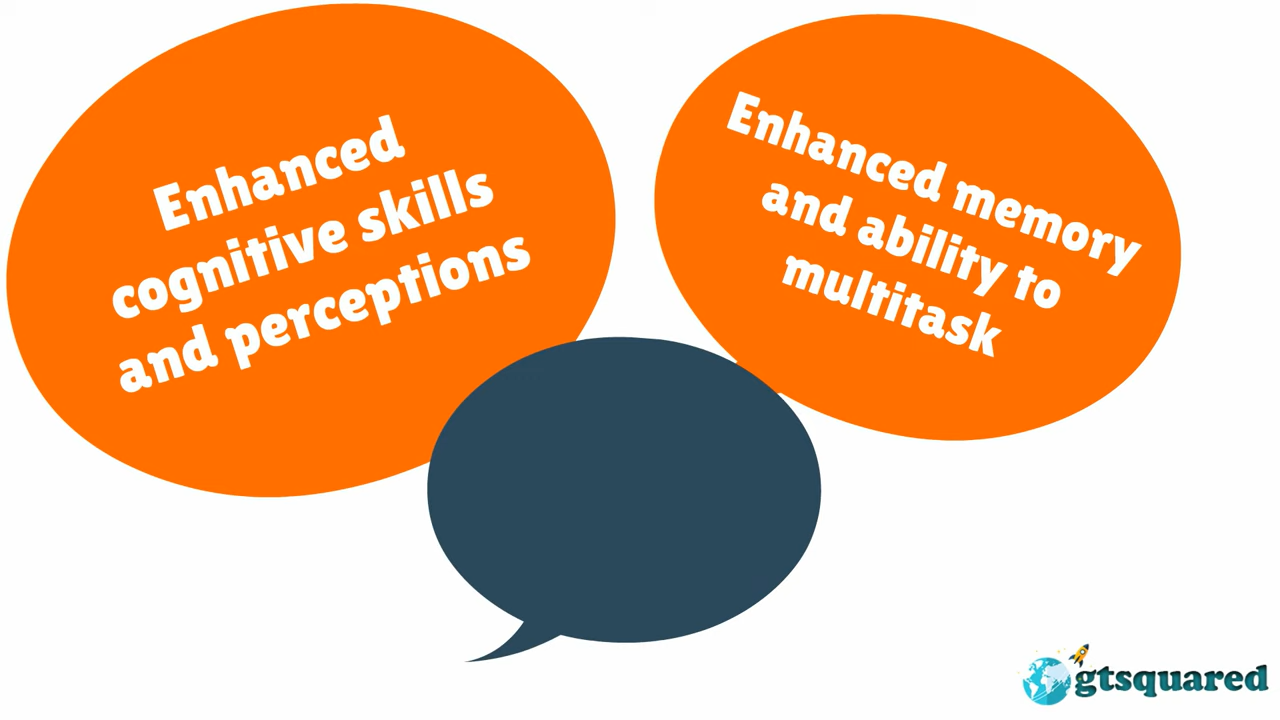 Enhanced
cognitive skills
and perceptions
Enhanced memory
and ability to
multitask
gtsquared